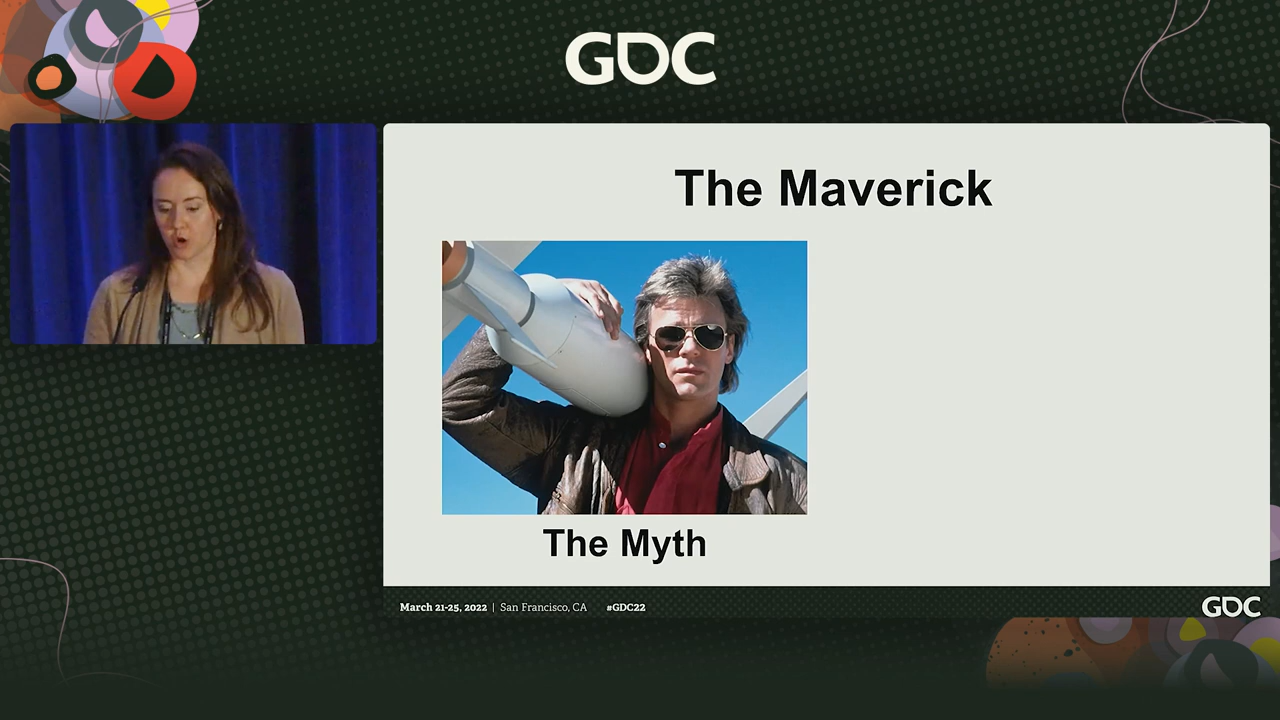 GDC
The Maverick
The Myth
March 21-25, 2022 | San Francisco, CA #GDC22
GDC